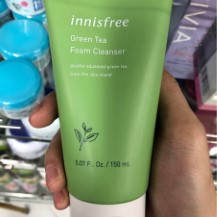 innisfree
Green Tea
Foam Cleanser
5.07 Fl. Oz. / 150 mL